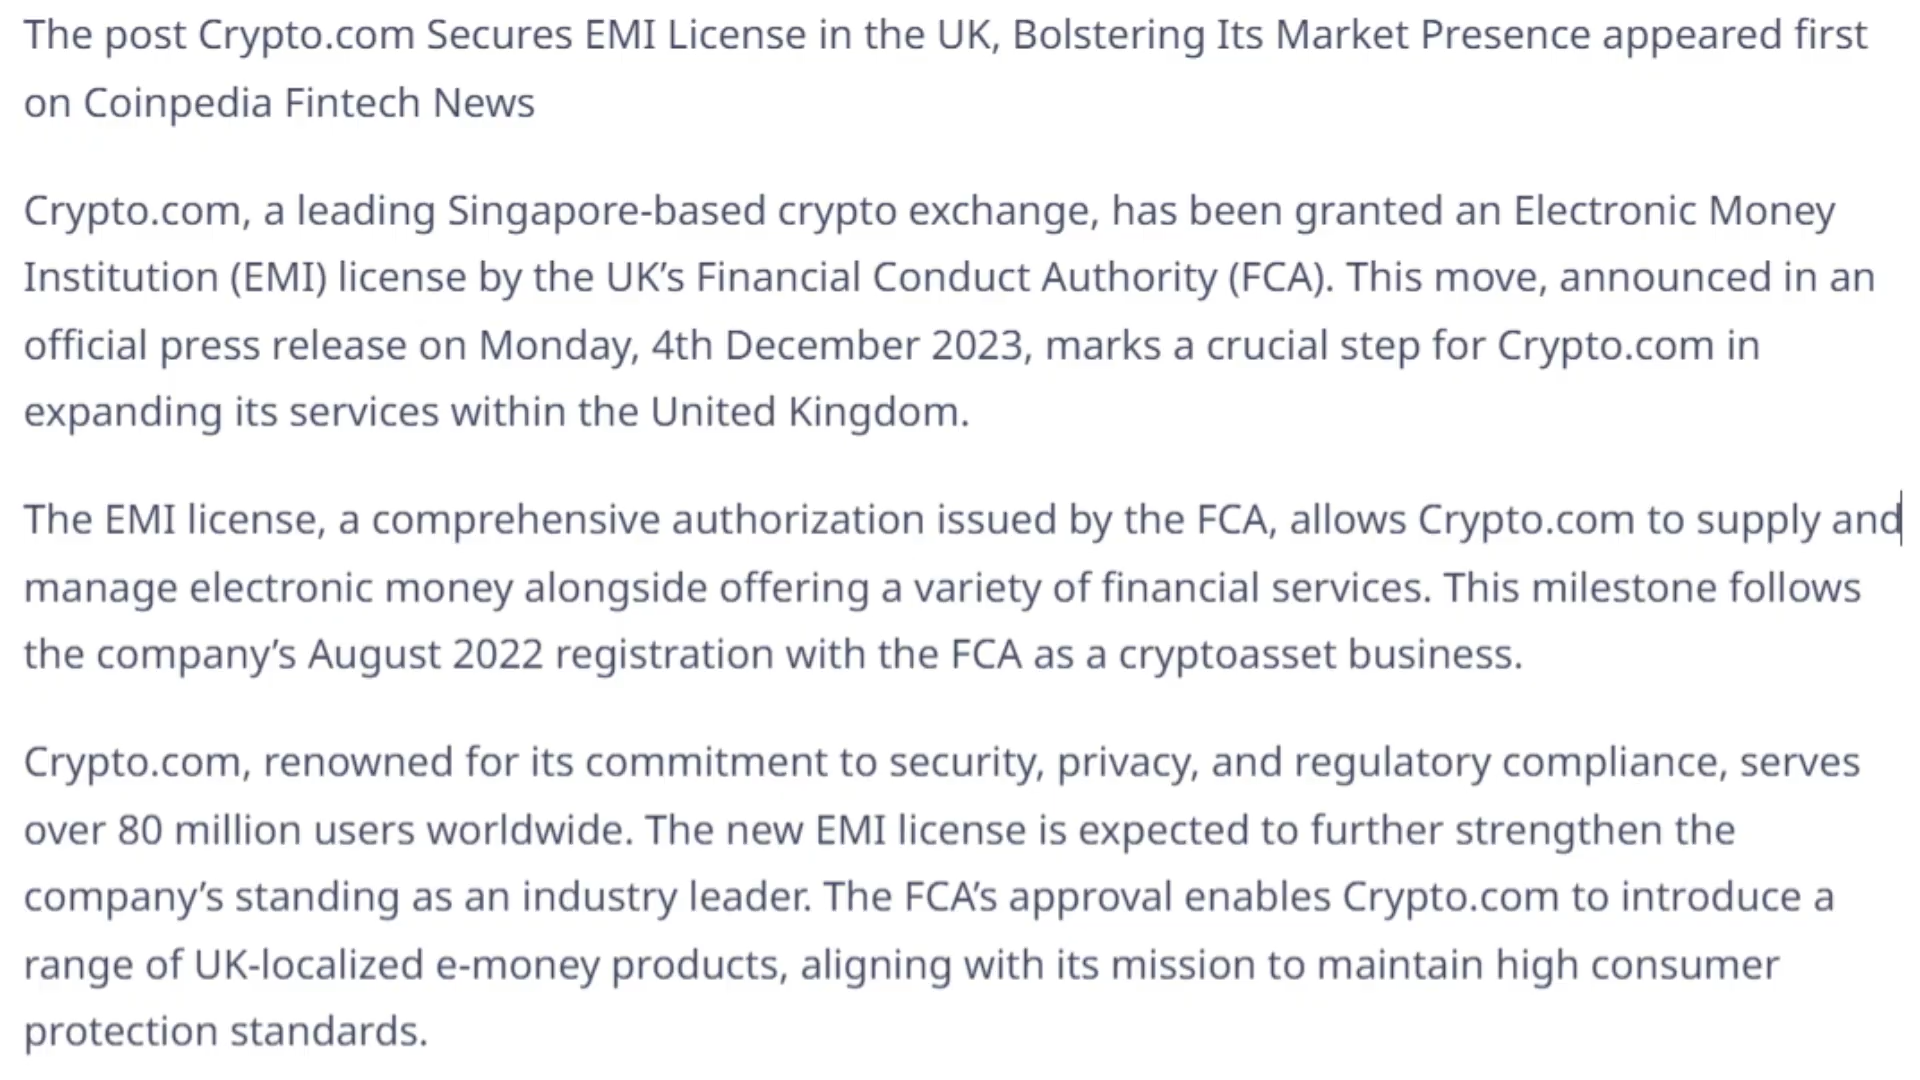 The post Crypto.com Secures EMI License in the UK, Bolstering Its Market Presence appeared first
on Coinpedia Fintech News
Crypto.com, a leading Singapore-based crypto exchange, has been granted an Electronic Money
Institution (EMI) license by the UK’s Financial Conduct Authority (FCA). This move, announced in an
official press release on Monday, 4th December 2023, marks a crucial step for Crypto.com in
expanding its services within the United Kingdom.
The EMI license, a comprehensive authorization issued by the FCA, allows Crypto.com to supply and
manage electronic money alongside offering a variety of financial services. This milestone follows
the company’s August 2022 registration with the FCA as a cryptoasset business.
Crypto.com, renowned for its commitment to security, privacy, and regulatory compliance, serves
over 80 million users worldwide. The new EMI license is expected to further strengthen the
company’s standing as an industry leader. The FCA’s approval enables Crypto.com to introduce a
range of UK-localized e-money products, aligning with its mission to maintain high consumer
protection standards.